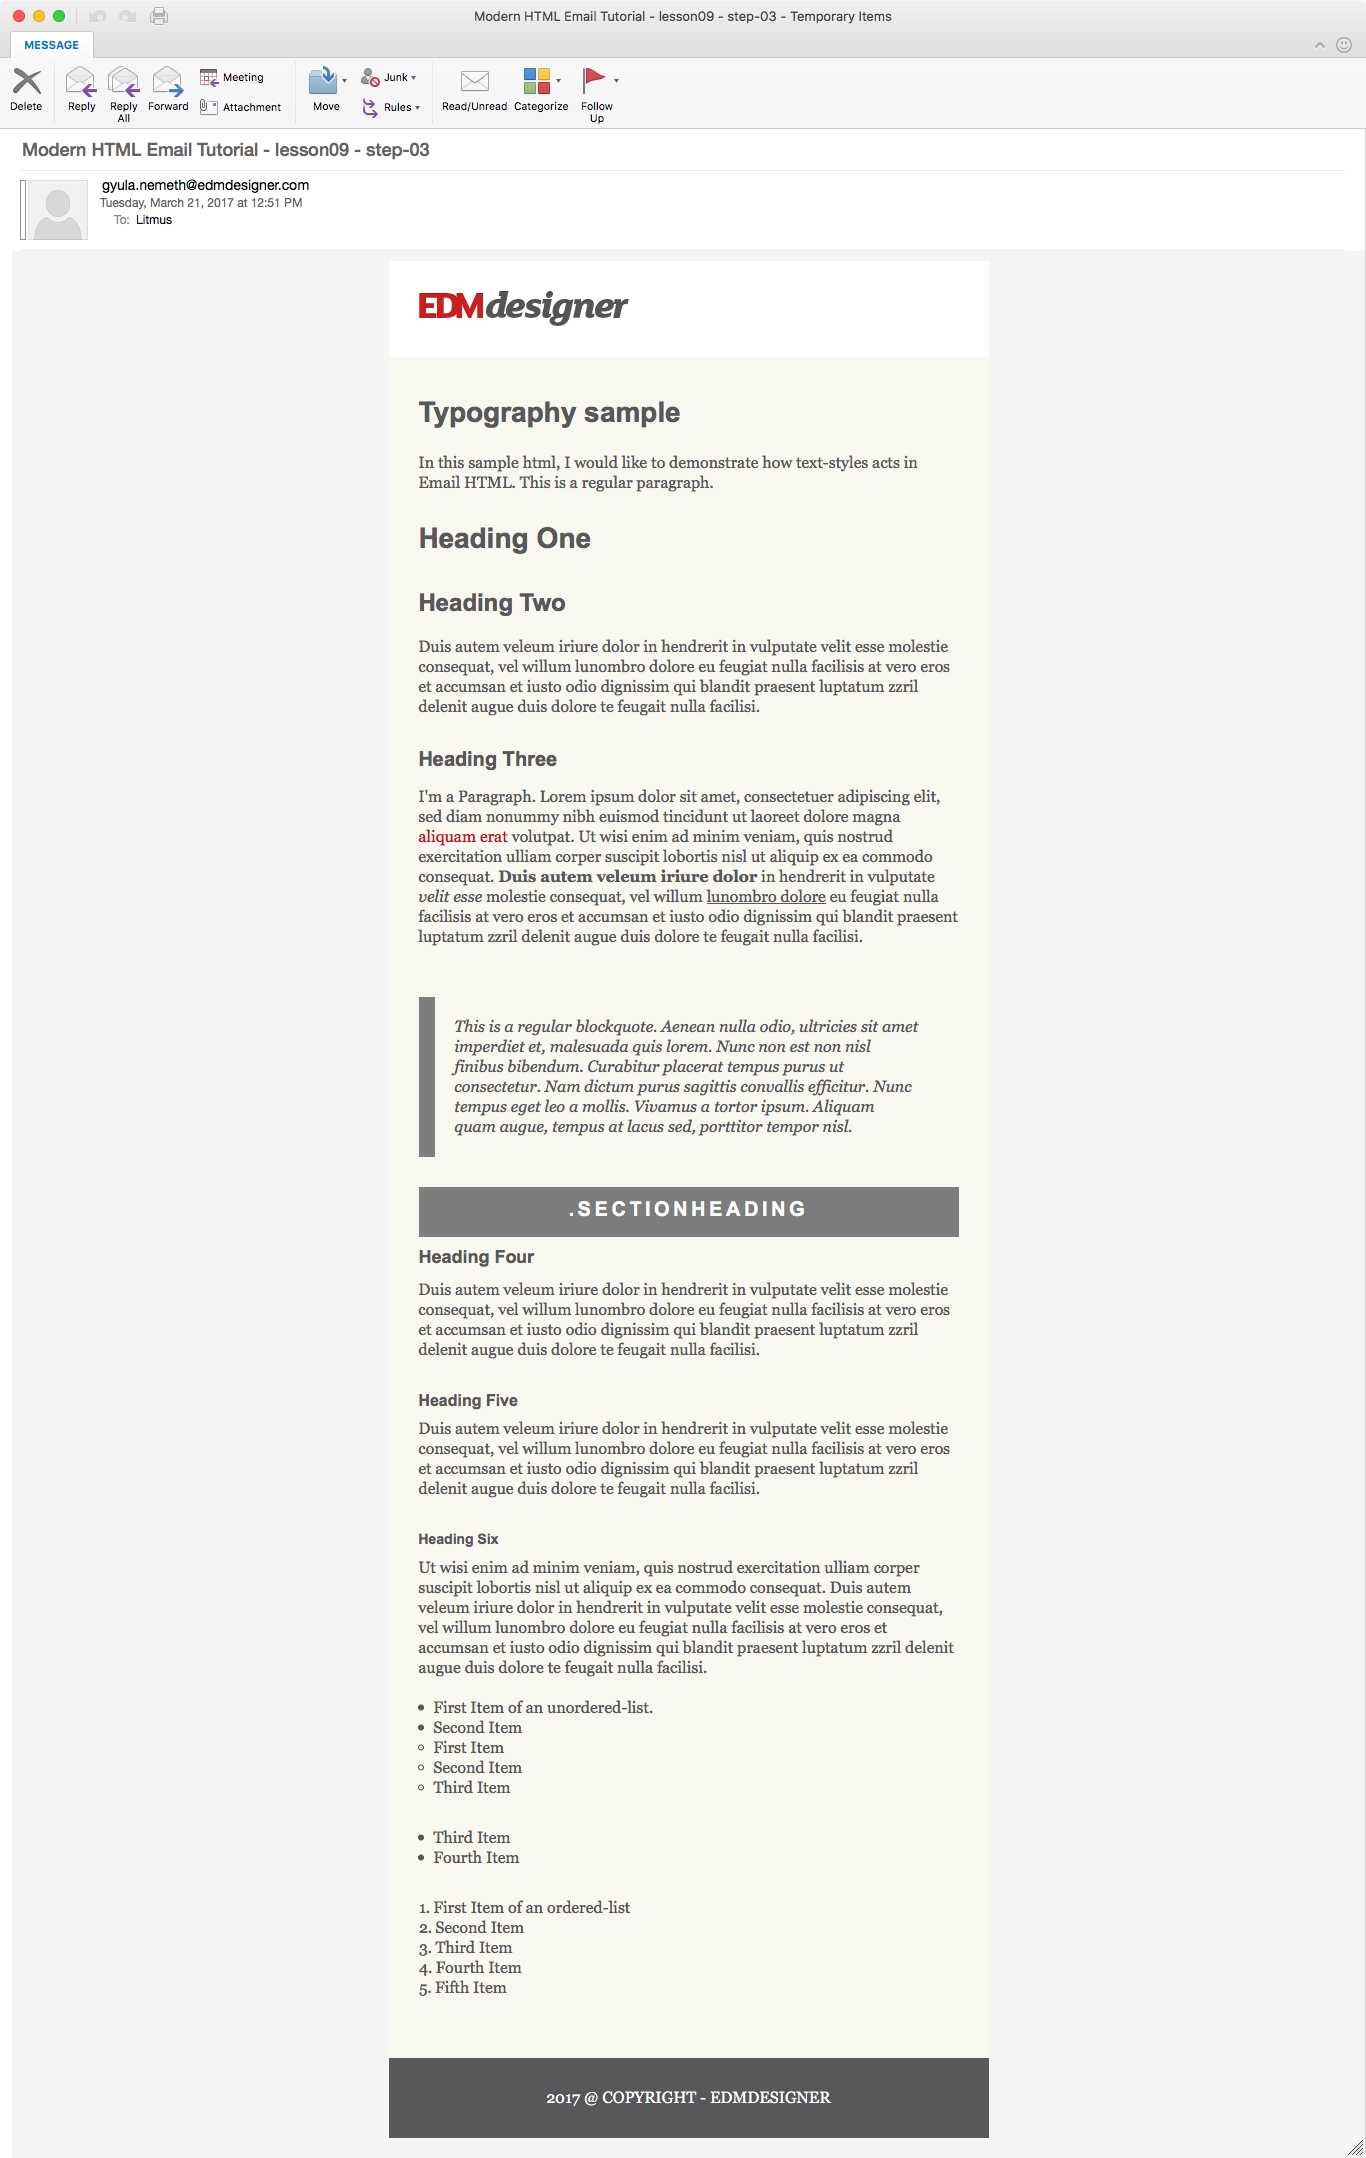 Modern HTML Email Tutorial - lesson09 - step-03 - Temporary Items
MESSAGE
Delete
Reply
Reply All
Forward
Meeting
Attachment
Move
Junk
Rules
Read/Unread
Categorize
Follow Up
Modern HTML Email Tutorial - lesson09 - step-03
gyula.nemeth@edmdesigner.com
Tuesday, March 21, 2017 at 12:51 PM
To: Litmus
EDMdesigner
Typography sample
In this sample html, I would like to demonstrate how text-styles acts in
Email HTML. This is a regular paragraph.
Heading One
Heading Two
Duis autem veleum iriure dolor in hendrerit in vulputate velit esse molestie
consequat, vel willum lunombro dolore eu feugiat nulla facilisis at vero eros
et accumsan et iusto odio dignissim qui blandit praesent luptatum zzril
delenit augue duis dolore te feugait nulla facilisi.
Heading Three
I'm a Paragraph. Lorem ipsum dolor sit amet, consectetuer adipiscing elit,
sed diam nonummy nibh euismod tincidunt ut laoreet dolore magna
aliquam erat volutpat. Ut wisi enim ad minim veniam, quis nostrud
exercitation ulliam corper suscipit lobortis nisl ut aliquip ex ea commodo
consequat. Duis autem veleum iriure dolor in hendrerit in vulputate
velit esse molestie consequat, vel willum lunombro dolore eu feugiat nulla
facilisis at vero eros et accumsan et iusto odio dignissim qui blandit praesent
luptatum zzril delenit augue duis dolore te feugait nulla facilisi.
This is a regular blockquote. Aenean nulla odio, ultricies sit amet
imperdiet et, malesuada quis lorem. Nunc non est non nisl
finibus bibendum. Curabitur placerat tempus purus ut
consectetur. Nam dictum purus sagittis convallis efficitur. Nunc
tempus eget leo a mollis. Vivamus a tortor ipsum. Aliquam
quam augue, tempus at lacus sed, porttitor tempor nisl.
.SECTIONHEADING
Heading Four
Duis autem veleum iriure dolor in hendrerit in vulputate velit esse molestie
consequat, vel willum lunombro dolore eu feugiat nulla facilisis at vero eros
et accumsan et iusto odio dignissim qui blandit praesent luptatum zzril
delenit augue duis dolore te feugait nulla facilisi.
Heading Five
Duis autem veleum iriure dolor in hendrerit in vulputate velit esse molestie
consequat, vel willum lunombro dolore eu feugiat nulla facilisis at vero eros
et accumsan et iusto odio dignissim qui blandit praesent luptatum zzril
delenit augue duis dolore te feugait nulla facilisi.
Heading Six
Ut wisi enim ad minim veniam, quis nostrud exercitation ulliam corper
suscipit lobortis nisl ut aliquip ex ea commodo consequat. Duis autem
veleum iriure dolor in hendrerit in vulputate velit esse molestie consequat,
vel willum lunombro dolore eu feugiat nulla facilisis at vero eros et
accumsan et iusto odio dignissim qui blandit praesent luptatum zzril delenit
augue duis dolore te feugait nulla facilisi.
• First Item of an unordered-list.
• Second Item
◦ First Item
◦ Second Item
◦ Third Item
• Third Item
• Fourth Item
1. First Item of an ordered-list
2. Second Item
3. Third Item
4. Fourth Item
5. Fifth Item
2017 @ COPYRIGHT - EDMDESIGNER